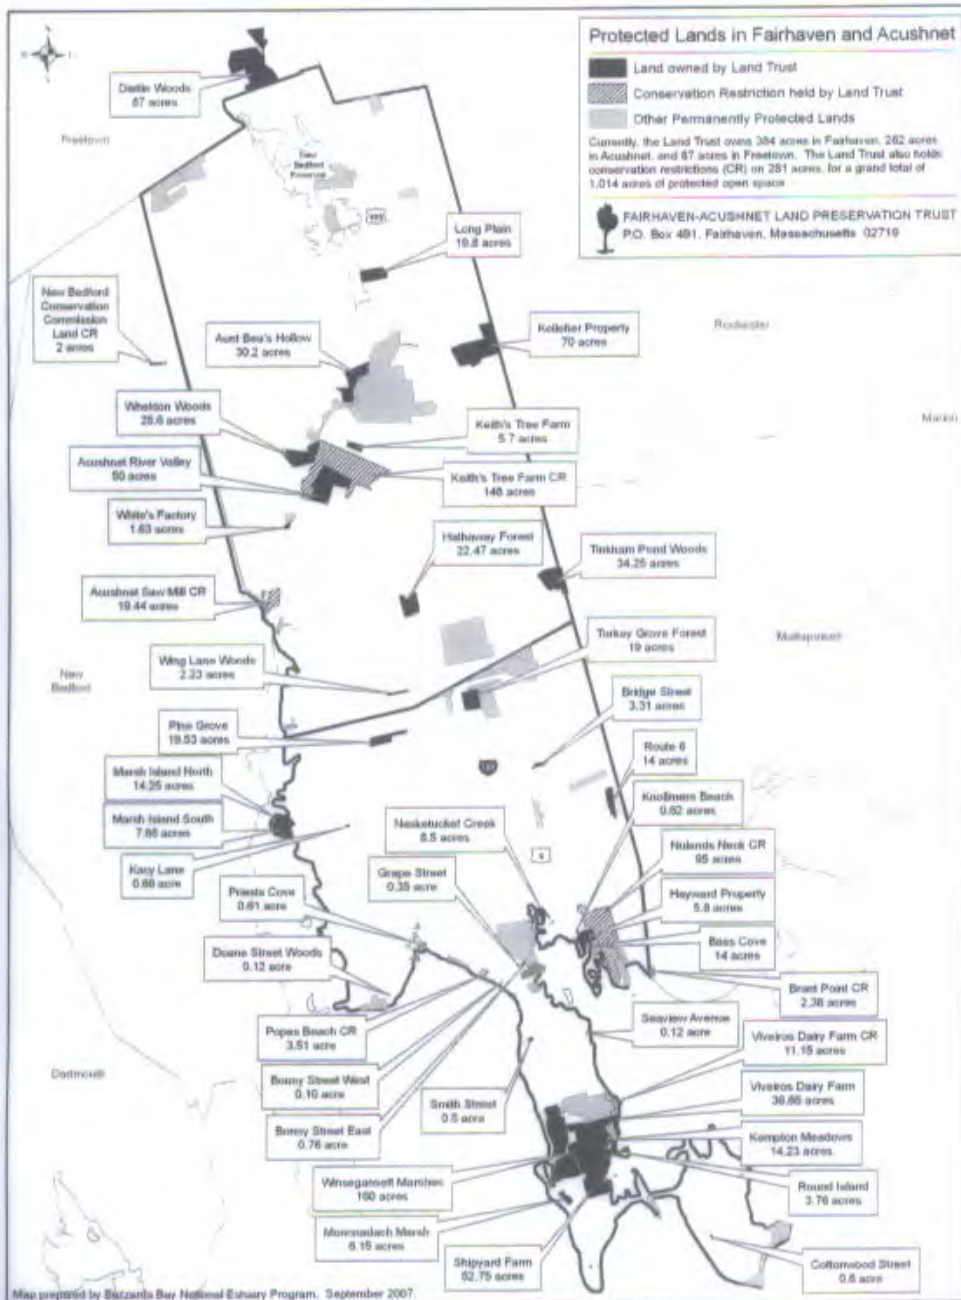 Protected Lands in Fairhaven and Acushnet
Land owned by Land Trust
Conservation Restriction held by Land Trust
Other Permanently Protected Lands
Currently, the Land Trust owns 384 acres in Fairhaven, 262 acres
in Acushnet, and 87 acres in Freetown. The Land Trust also holds
conservation restrictions (CR) on 281 acres, for a grand total of
1,014 acres of protected open space
FAIRHAVEN-ACUSHNET LAND PRESERVATION TRUST
P.O. Box 491, Fairhaven, Massachusetts 02719
Woods
87 acres
Freetown
New
Bedford
Long Plain
19.8 acres
New Bedford
Conservation
Commission
Land CR
2 acres
Rochester
Aunt Bea's Hollow
30.2 acres
Kelleher Property
70 acres
Whelden Woods
25.6 acres
Marion
Keith's Tree Farm
5.7 acres
Acushnet River Valley
50 acres
Keith's Tree Farm CR
146 acres
White's Factory
1.63 acres
Hathaway Forest
22.47 acres
Tinkham Pond Woods
34.25 acres
Acushnet Saw Mill CR
19.44 acres
Turkey Grove Forest
19 acres
Mattapoisett
Wing Lane Woods
2.23 acres
New
Bedford
Bridge Street
3.31 acres
Pine Grove
19.53 acres
Route 6
14 acres
Marsh Island North
14.25 acres
Knollmere Beach
0.62 acres
Marsh Island South
7.66 acres
Nasketucket Creek
8.5 acres
6
Nulands Neck CR
95 acres
Kacy Lane
0.68 acre
Grape Street
0.35 acre
Hayward Property
5.8 acres
Priests Cove
0.61 acre
Bass Cove
14 acres
Doane Street Woods
0.12 acre
Brant Point CR
2.38 acres
Popes Beach CR
3.51 acre
Seaview Avenue
0.12 acre
Viveiros Dairy Farm CR
11.15 acres
Bonny Street West
0.10 acre
Dartmouth
Smith Street
0.5 acre
Viveiros Dairy Farm
36.65 acres
Bonny Street East
0.76 acre
Kempton Meadows
14.23 acres
Winsegansett Marshes
160 acres
Round Island
3.76 acres
Marsh
6.15 acres
Shipyard Farm
52.75 acres
Cottonwood Street
0.6 acre
Map prepared by Buzzards Bay National Estuary Program, September 2007.